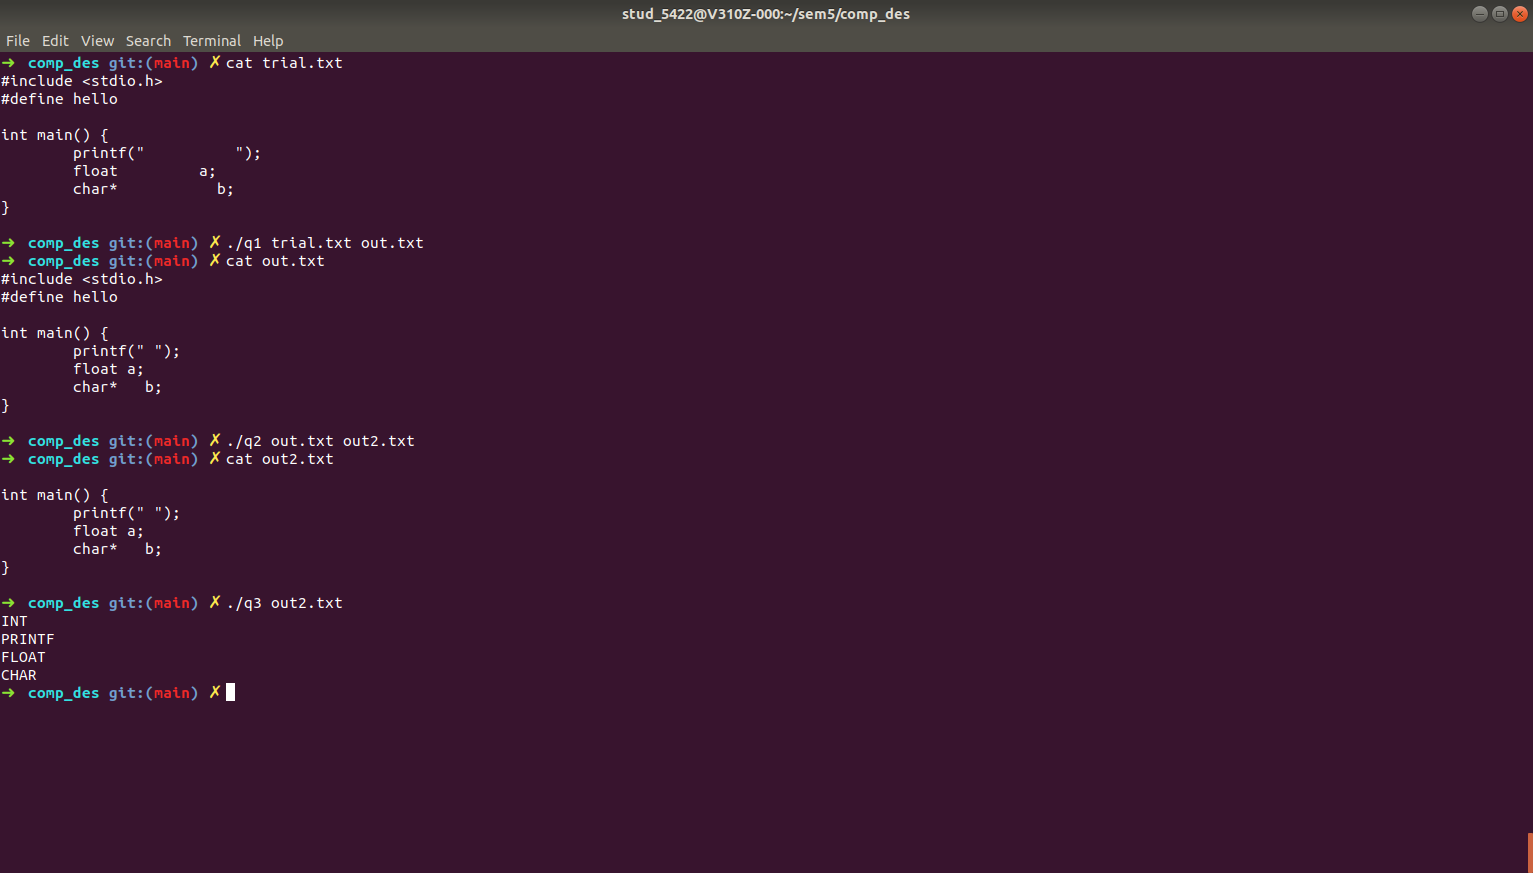 stud_5422@V310Z-000:~/sem5/comp_des
File Edit View Search Terminal Help
➜  comp_des git:(main) ✗ cat trial.txt
#include <stdio.h>
#define hello

int main() {
        printf("          ");
        float         a;
        char*           b;
}

➜  comp_des git:(main) ✗ ./q1 trial.txt out.txt
➜  comp_des git:(main) ✗ cat out.txt
#include <stdio.h>
#define hello

int main() {
        printf(" ");
        float a;
        char*   b;
}

➜  comp_des git:(main) ✗ ./q2 out.txt out2.txt
➜  comp_des git:(main) ✗ cat out2.txt

int main() {
        printf(" ");
        float a;
        char*   b;
}

➜  comp_des git:(main) ✗ ./q3 out2.txt
INT
PRINTF
FLOAT
CHAR
➜  comp_des git:(main) ✗